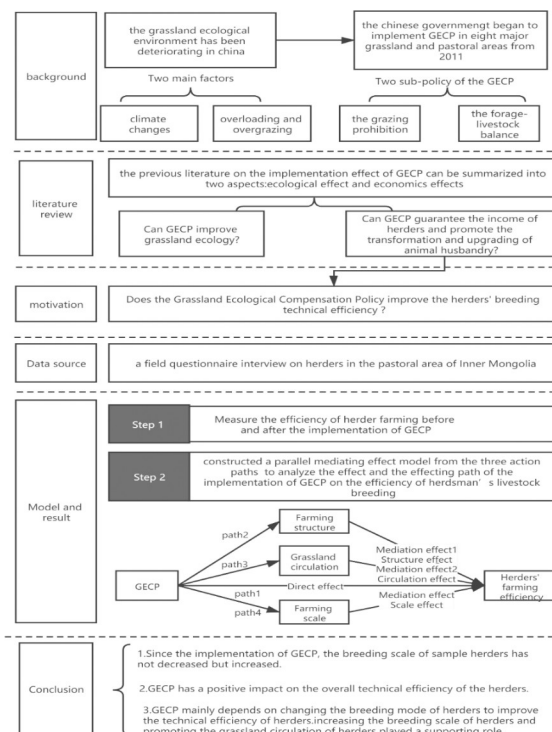 the grassland ecological
environment has been
deteriorating in china
the chinese governmengt began to
implement GECP in eight major
grassland and pastoral areas from
2011
background
Two main factors
Two sub-policy of the GECP
climate
changes
overloading and
overgrazing
the grazing
prohibition
the forage-
livestock
balance
the previous literature on the implementation effect of GECP can be summarized into
two aspects:ecological effect and economics effects
literature
review
Can GECP improve
grassland ecology?
Can GECP guarantee the income
of herders and promote the
transformation and upgrading of
animal husbandry?
motivation
Does the Grassland Ecological Compensation Policy improve the herders' breeding
technical efficiency ?
Data source
a field questionnaire interview on herders in the pastoral area of Inner Mongolia
Step 1
Measure the efficiency of herder farming before
and after the implementation of GECP
Step 2
constructed a parallel mediating effect model from the three action
paths to analyze the effect and the effecting path of the
implementation of GECP on the efficiency of herdsman' s livestock
breeding
Model and
result
path2
Farming
structure
Mediation effect1
Structure effect
path3
Grassland
circulation
Mediation effect2
Circulation effect
GECP
Direct effect
path1
Herders'
farming
efficiency
path4
Farming
scale
Mediation effect
Scale effect
Conclusion
1.Since the implementation of GECP, the breeding scale of sample herders has
not decreased but increased.
2.GECP has a positive impact on the overall technical efficiency of the herders.
3.GECP mainly depends on changing the breeding mode of herders to improve
the technical efficiency of herders.increasing the breeding scale of herders and
promoting the grassland circulation of herders played a supporting role